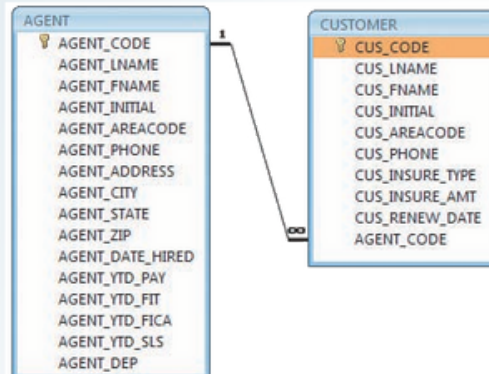 AGENT
AGENT_CODE
AGENT_LNAME
AGENT_FNAME
AGENT_INITIAL
AGENT_AREACODE
AGENT_PHONE
AGENT_ADDRESS
AGENT_CITY
AGENT_STATE
AGENT_ZIP
AGENT_DATE_HIRED
AGENT_YTD_PAY
AGENT_YTD_FIT
AGENT_YTD_FICA
AGENT_YTD_SLS
AGENT_DEP
1
∞
CUSTOMER
CUS_CODE
CUS_LNAME
CUS_FNAME
CUS_INITIAL
CUS_AREACODE
CUS_PHONE
CUS_INSURE_TYPE
CUS_INSURE_AMT
CUS_RENEW_DATE
AGENT_CODE